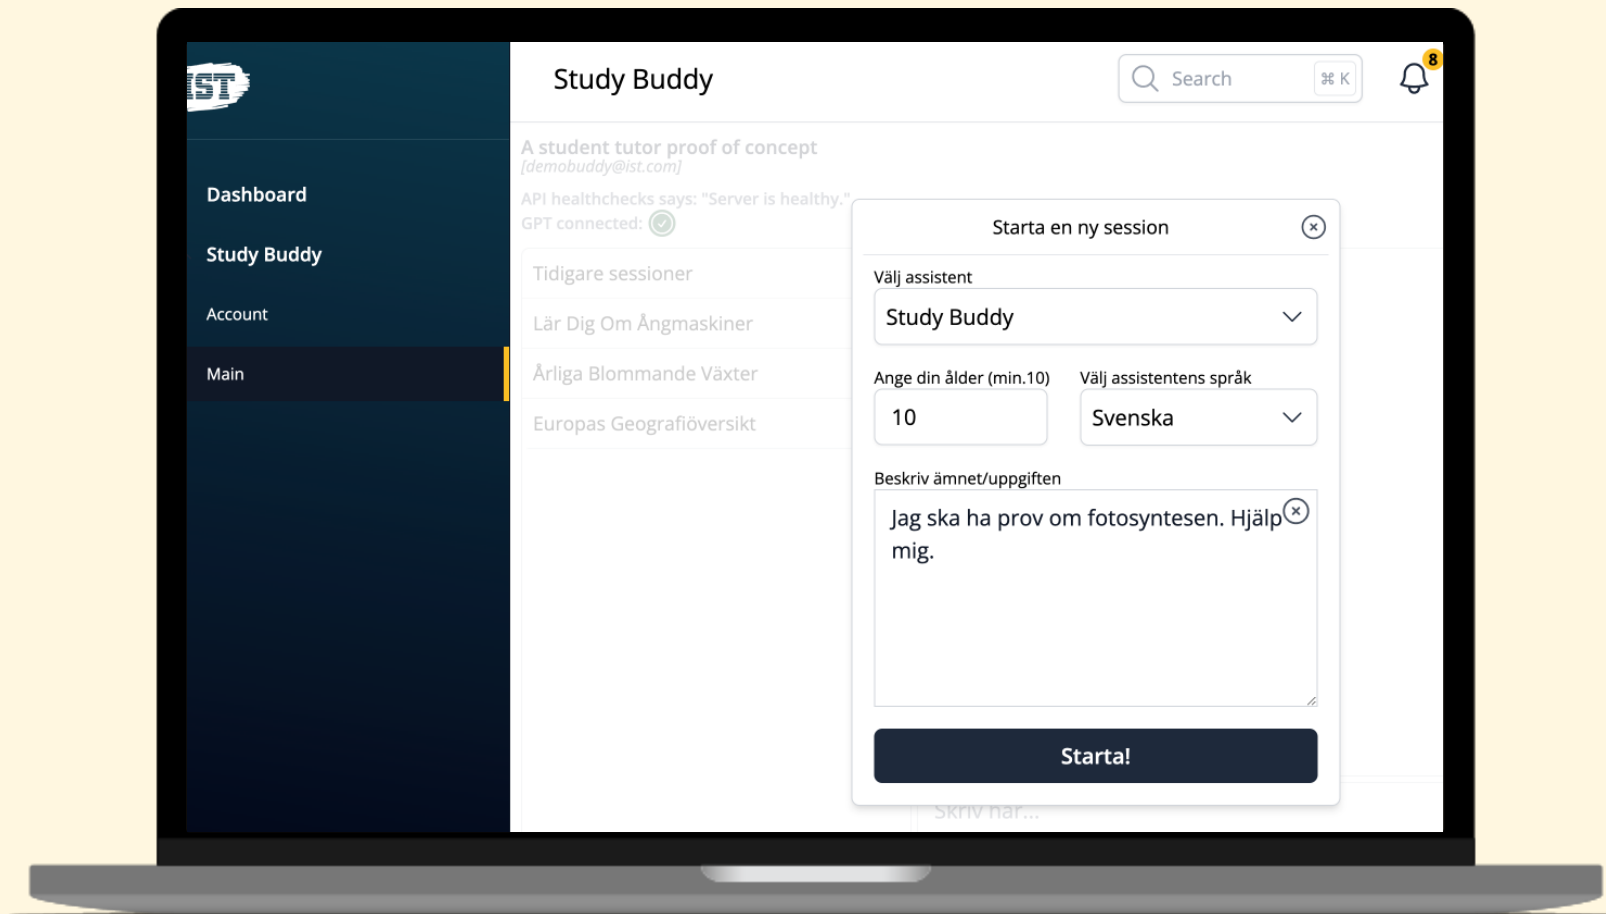 IST
Dashboard
Study Buddy
Account
Main
Study Buddy
Search
⌘ K
8
A student tutor proof of concept
[demobuddy@ist.com]
API healthchecks says: "Server is healthy."
GPT connected:
Tidigare sessioner
Lär Dig Om Ångmaskiner
Årliga Blommande Växter
Europas Geografiöversikt
Starta en ny session
Välj assistent
Study Buddy
Ange din ålder (min.10)
Välj assistentens språk
10
Svenska
Beskriv ämnet/uppgiften
Jag ska ha prov om fotosyntesen. Hjälp
mig.
Starta!
Skriv här...